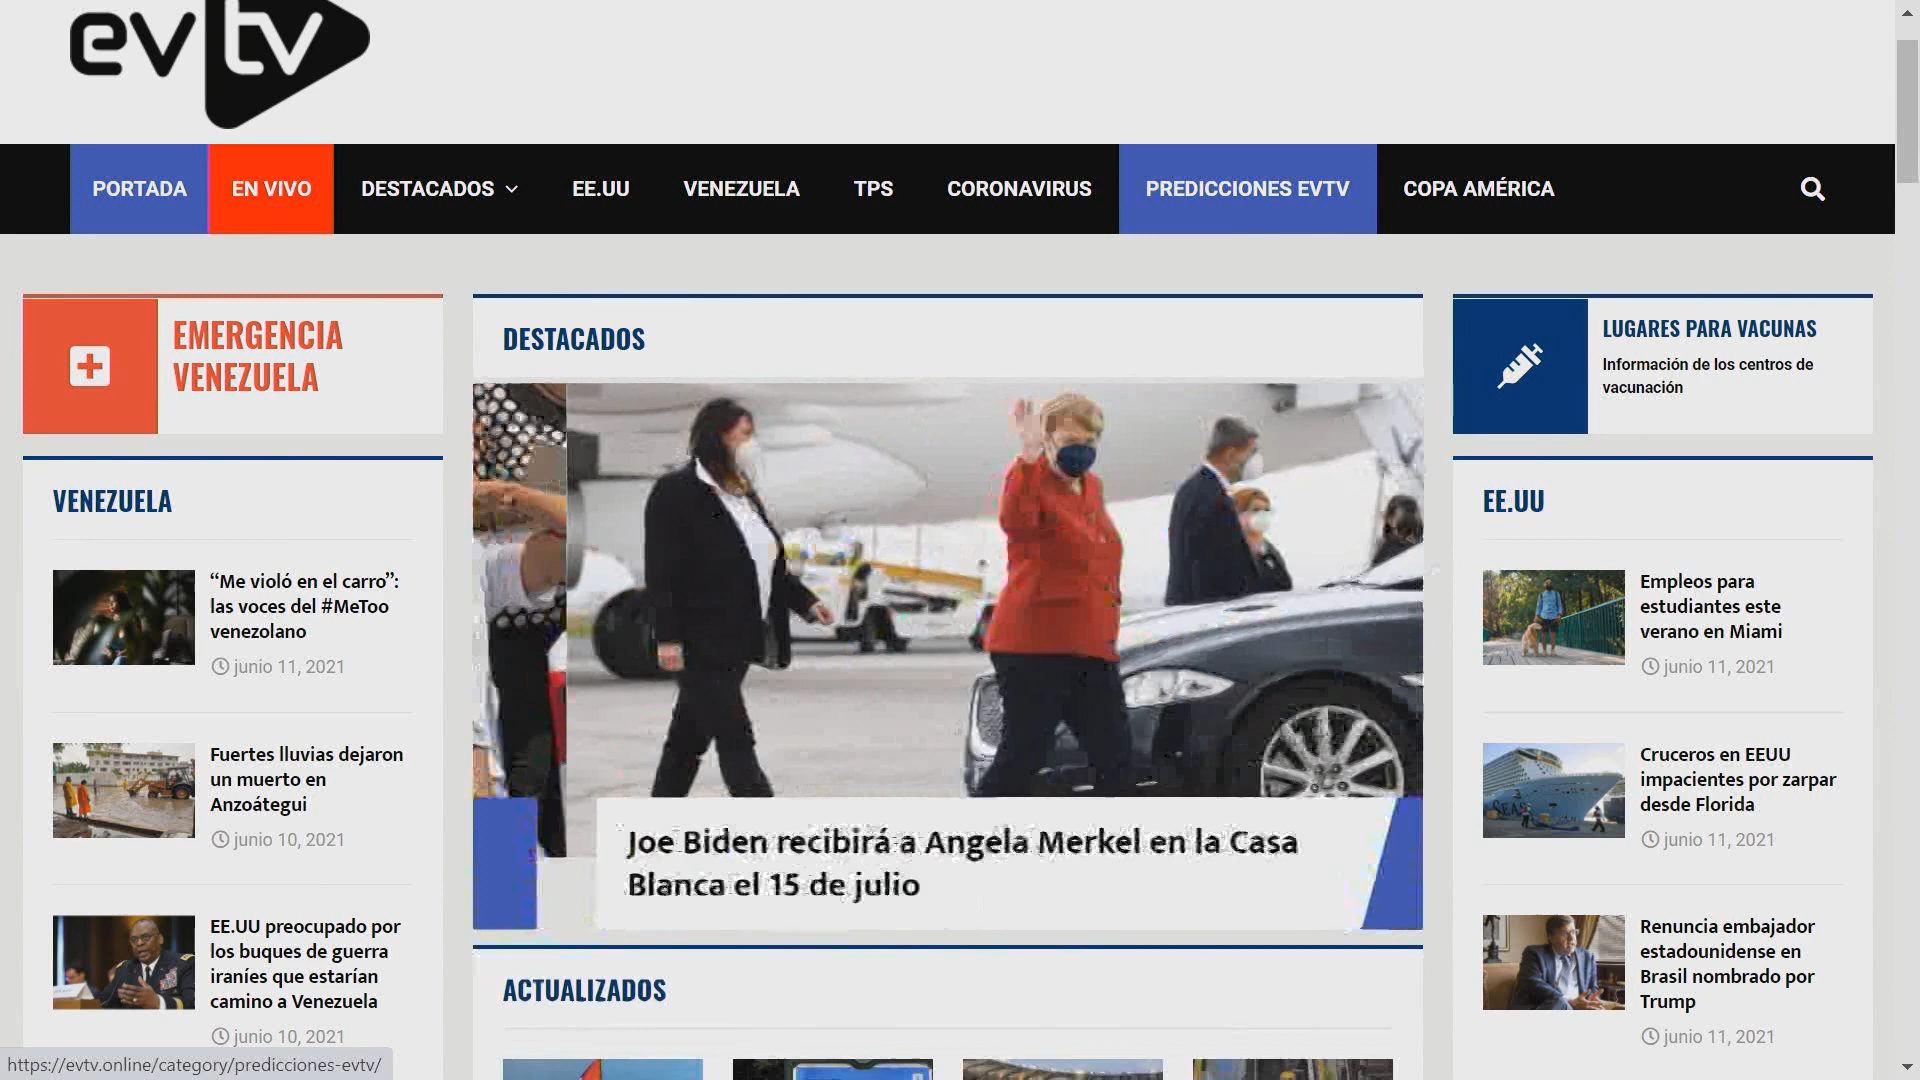 evtv
PORTADA
EN VIVO
DESTACADOS
EE.UU
VENEZUELA
TPS
CORONAVIRUS
PREDICCIONES EVTV
COPA AMÉRICA
EMERGENCIA
VENEZUELA
VENEZUELA
“Me violó en el carro”:
las voces del #MeToo
venezolano
junio 11, 2021
Fuertes lluvias dejaron
un muerto en
Anzoátegui
junio 10, 2021
EE.UU preocupado por
los buques de guerra
iraníes que estarían
camino a Venezuela
junio 10, 2021
DESTACADOS
Joe Biden recibirá a Angela Merkel en la Casa
Blanca el 15 de julio
ACTUALIZADOS
LUGARES PARA VACUNAS
Información de los centros de
vacunación
EE.UU
Empleos para
estudiantes este
verano en Miami
junio 11, 2021
Cruceros en EEUU
impacientes por zarpar
desde Florida
junio 11, 2021
SEAS
Renuncia embajador
estadounidense en
Brasil nombrado por
Trump
junio 11, 2021
https://evtv.online/category/predicciones-evtv/